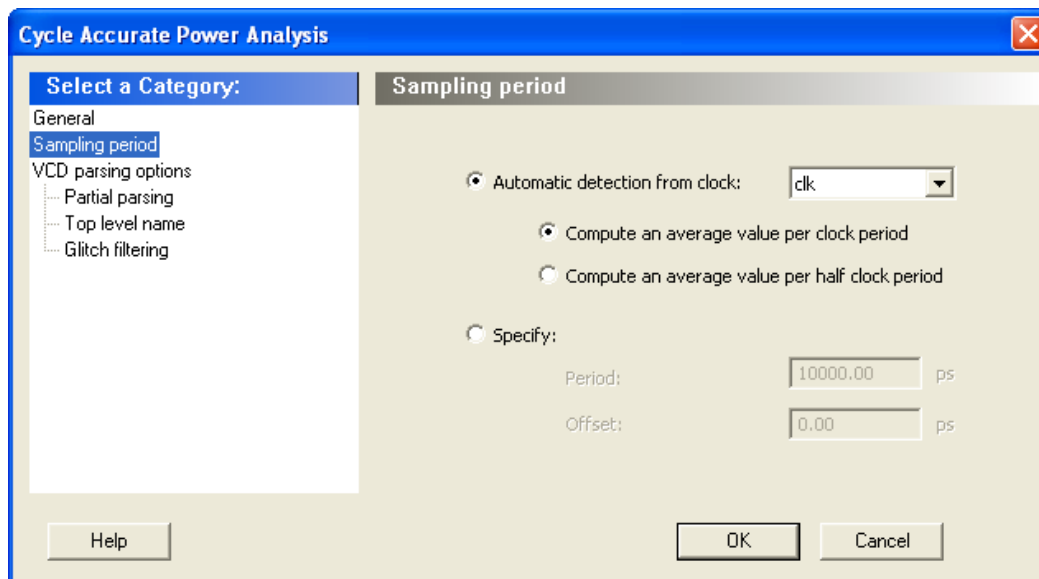 Cycle Accurate Power Analysis
Select a Category:
General
Sampling period
VCD parsing options
Partial parsing
Top level name
Glitch filtering
Sampling period
Automatic detection from clock: clk
Compute an average value per clock period
Compute an average value per half clock period
Specify:
Period: 10000.00 ps
Offset: 0.00 ps
Help OK Cancel